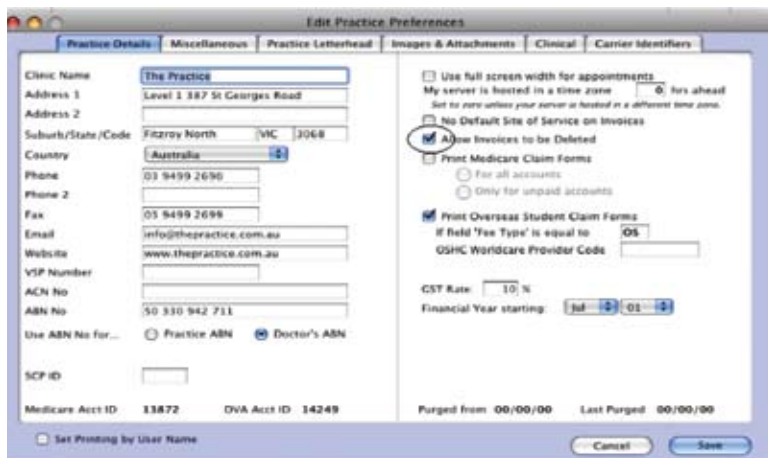 Edit Practice Preferences
Practice Details Miscellaneous Practice Letterhead Images & Attachments Clinical Carrier Identifiers
Clinic Name The Practice
Address 1 Level 1 387 St Georges Road
Address 2
Suburb/State/Code Fitzroy North VIC 3068
Country Australia
Phone 03 9499 2690
Phone 2
Fax 03 9499 2699
Email info@thepractice.com.au
Website www.thepractice.com.au
VSP Number
ACN No
ABN No 50 330 942 711
Use ABN No for... Practice ABN Doctor's ABN
SCP ID
Medicare Acct ID 13872 DVA Acct ID 14249
Use full screen width for appointments
My server is hosted in a time zone 0 hrs ahead
Set to zero unless your server is hosted in a different time zone.
No Default Site of Service on Invoices
Allow Invoices to be Deleted
Print Medicare Claim Forms
For all accounts
Only for unpaid accounts
Print Overseas Student Claim Forms
If field 'Fee Type' is equal to OS
OSHC Worldcare Provider Code
GST Rate 10 %
Financial Year starting: Jul 01
Purged from 00/00/00 Last Purged 00/00/00
Set Printing by User Name
Cancel Save